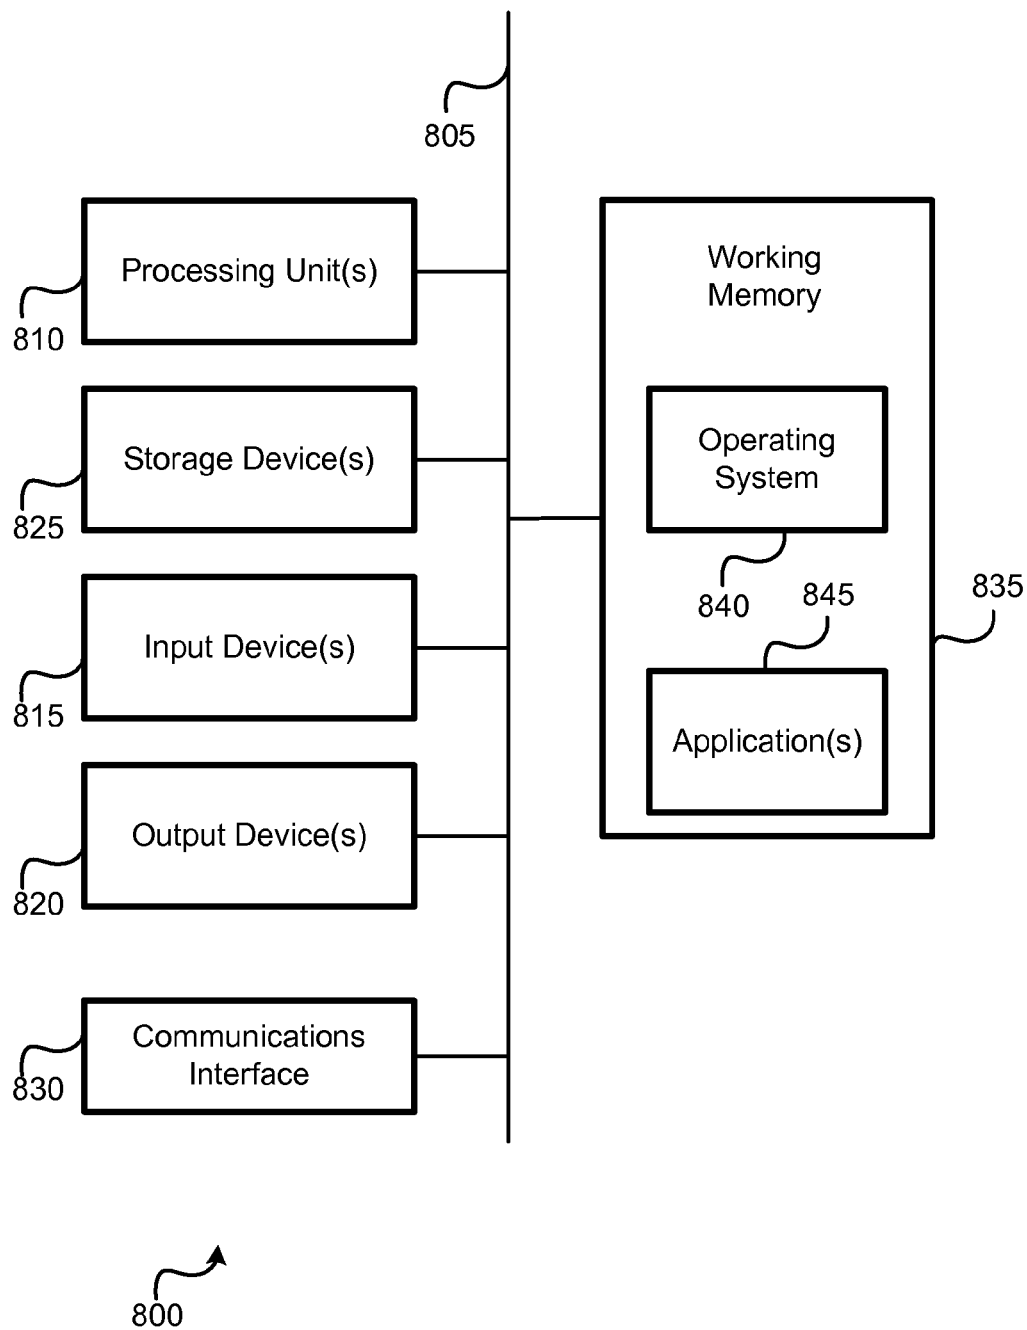 805
Processing Unit(s)
810
Storage Device(s)
825
Input Device(s)
815
Output Device(s)
820
Communications
Interface
830
Working
Memory
Operating
System
840
845
835
Application(s)
800